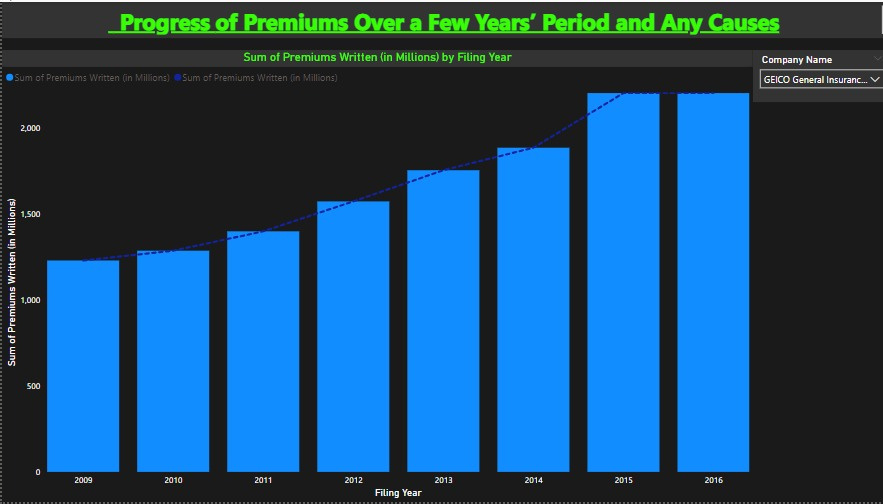 Progress of Premiums Over a Few Years’ Period and Any Causes
Sum of Premiums Written (in Millions) by Filing Year
Sum of Premiums Written (in Millions) Sum of Premiums Written (in Millions)
Company Name
GEICO General Insuranc...
Sum of Premiums Written (in Millions)
2,000
1,500
1,000
500
0
2009 2010 2011 2012 2013 2014 2015 2016
Filing Year